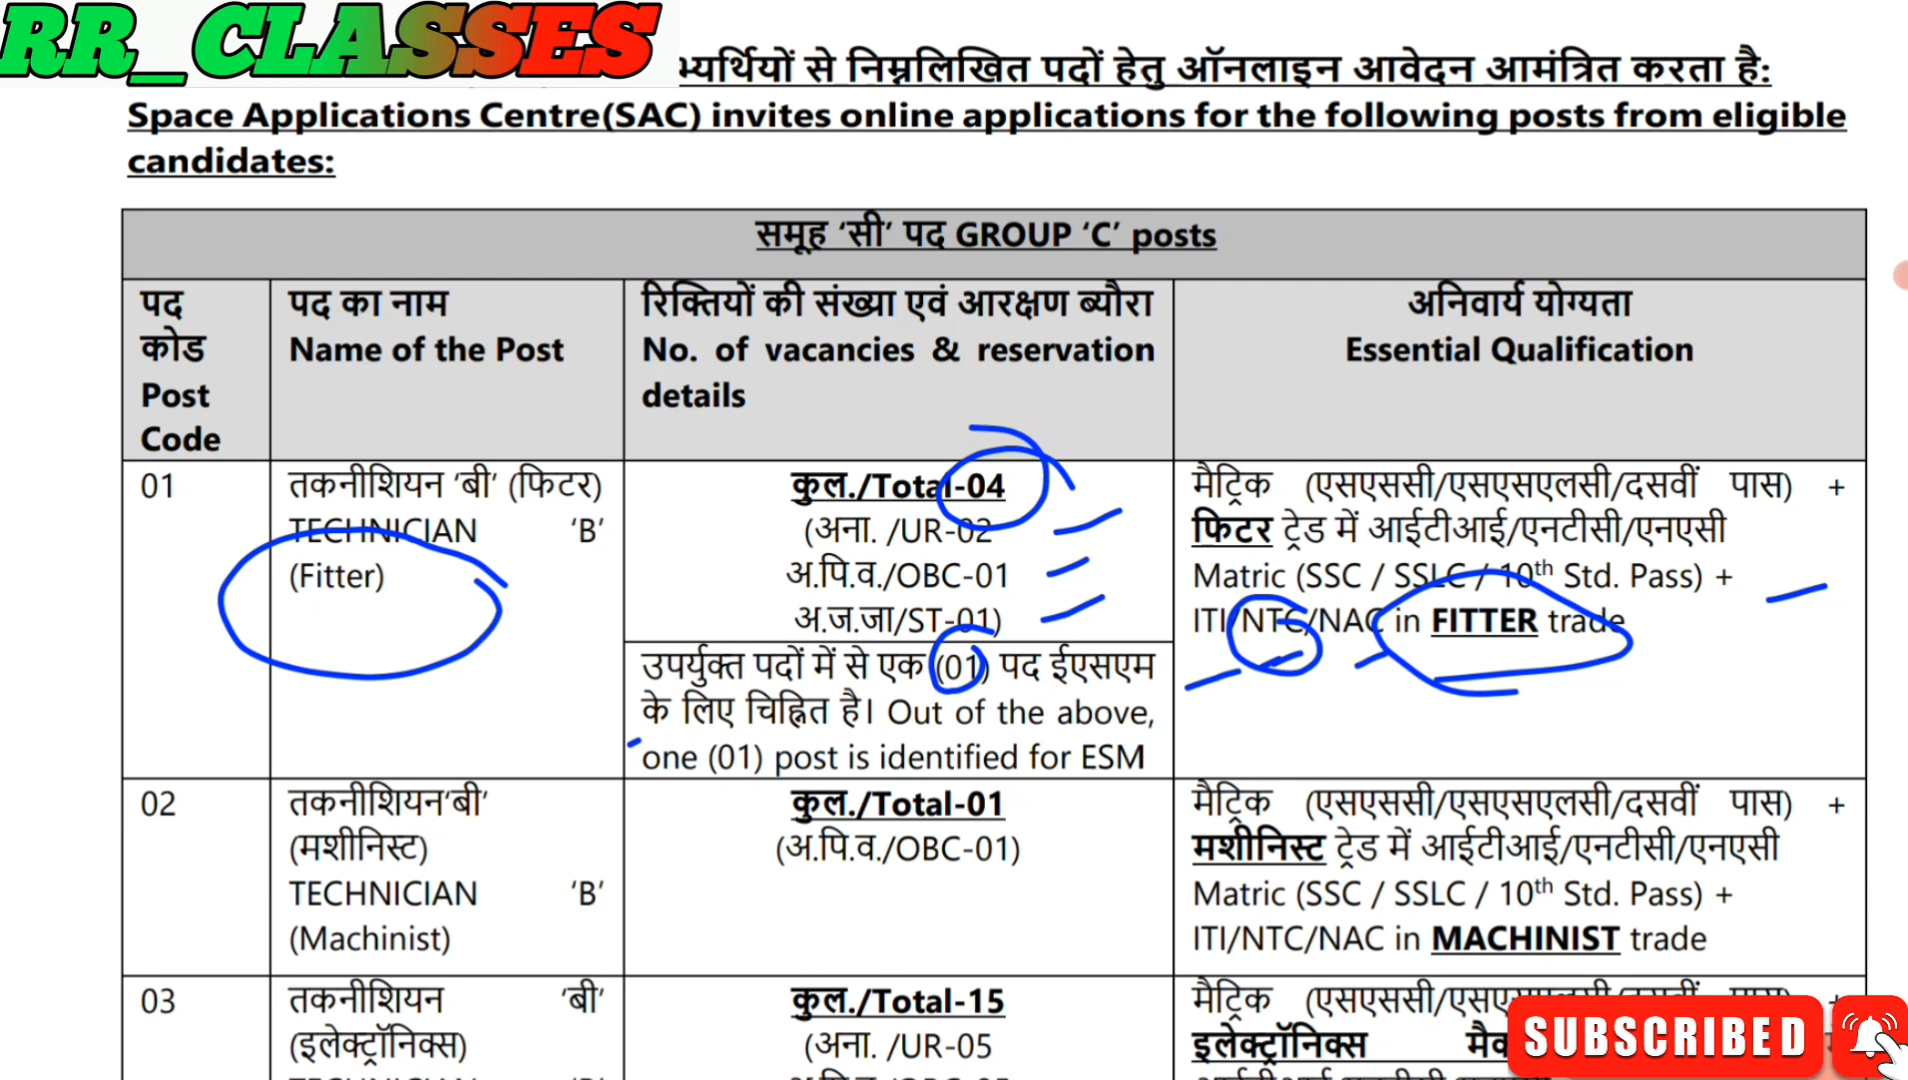 RR_CLASSES
भ्यर्थियों से निम्नलिखित पदों हेतु ऑनलाइन आवेदन आमंत्रित करता है:
Space Applications Centre(SAC) invites online applications for the following posts from eligible
candidates:
समूह ‘सी’ पद GROUP ‘C’ posts
पद
कोड
Post
Code
पद का नाम
Name of the Post
रिक्तियों की संख्या एवं आरक्षण ब्यौरा
No. of vacancies & reservation
details
अनिवार्य योग्यता
Essential Qualification
01
तकनीशियन ‘बी’ (फिटर)
TECHNICIAN ‘B’
(Fitter)
कुल./Total-04
(अना. /UR-02
अ.पि.व./OBC-01
अ.ज.जा/ST-01)
उपर्युक्त पदों में से एक (01) पद ईएसएम
के लिए चिह्नित है। Out of the above,
one (01) post is identified for ESM
मैट्रिक (एसएससी/एसएसएलसी/दसवीं पास) +
फिटर ट्रेड में आईटीआई/एनटीसी/एनएसी
Matric (SSC / SSLC / 10th Std. Pass) +
ITI/NTC/NAC in FITTER trade
02
तकनीशियन‘बी’
(मशीनिस्ट)
TECHNICIAN ‘B’
(Machinist)
कुल./Total-01
(अ.पि.व./OBC-01)
मैट्रिक (एसएससी/एसएसएलसी/दसवीं पास) +
मशीनिस्ट ट्रेड में आईटीआई/एनटीसी/एनएसी
Matric (SSC / SSLC / 10th Std. Pass) +
ITI/NTC/NAC in MACHINIST trade
03
तकनीशियन ‘बी’
(इलेक्ट्रॉनिक्स)
कुल./Total-15
(अना. /UR-05
मैट्रिक
इलेक्ट्रॉनिक्स
SUBSCRIBED